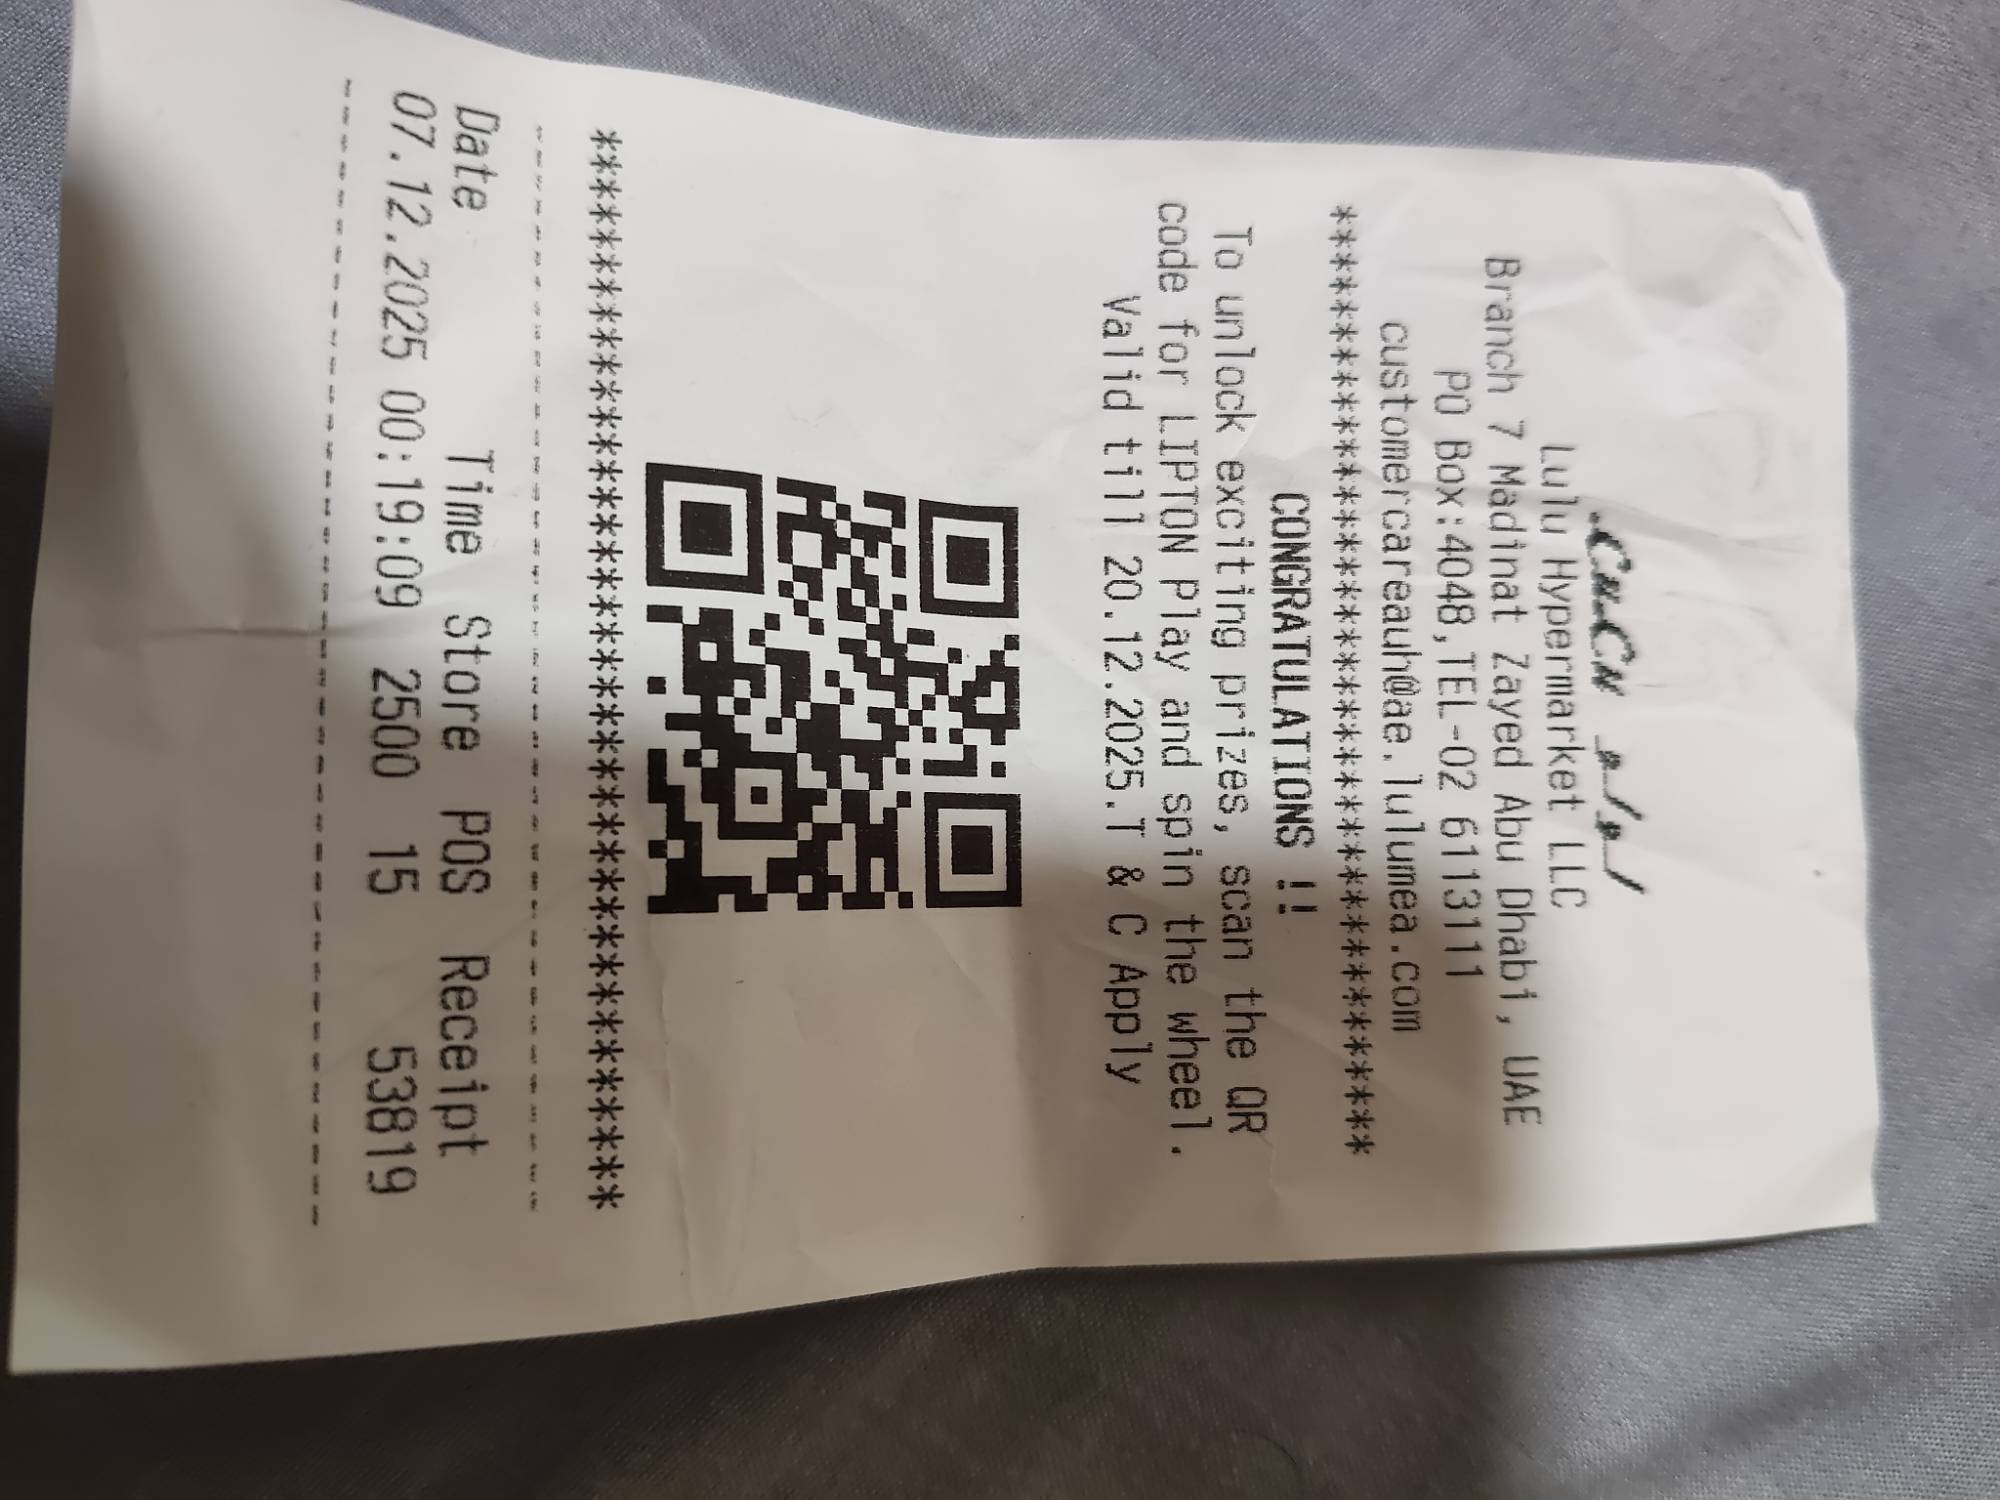 Lulu Hypermarket LLC
Branch 7 Madinat Zayed Abu Dhabi, UAE
PO Box:4048,TEL-02 6113111
customercareauh@ae.lulumea.com
****************************************
CONGRATULATIONS !!
To unlock exciting prizes, scan the QR
code for LIPTON Play and spin the wheel.
Valid till 20.12.2025.T & C Apply
****************************************
Date Time Store POS Receipt
07.12.2025 00:19:09 2500 15 53819